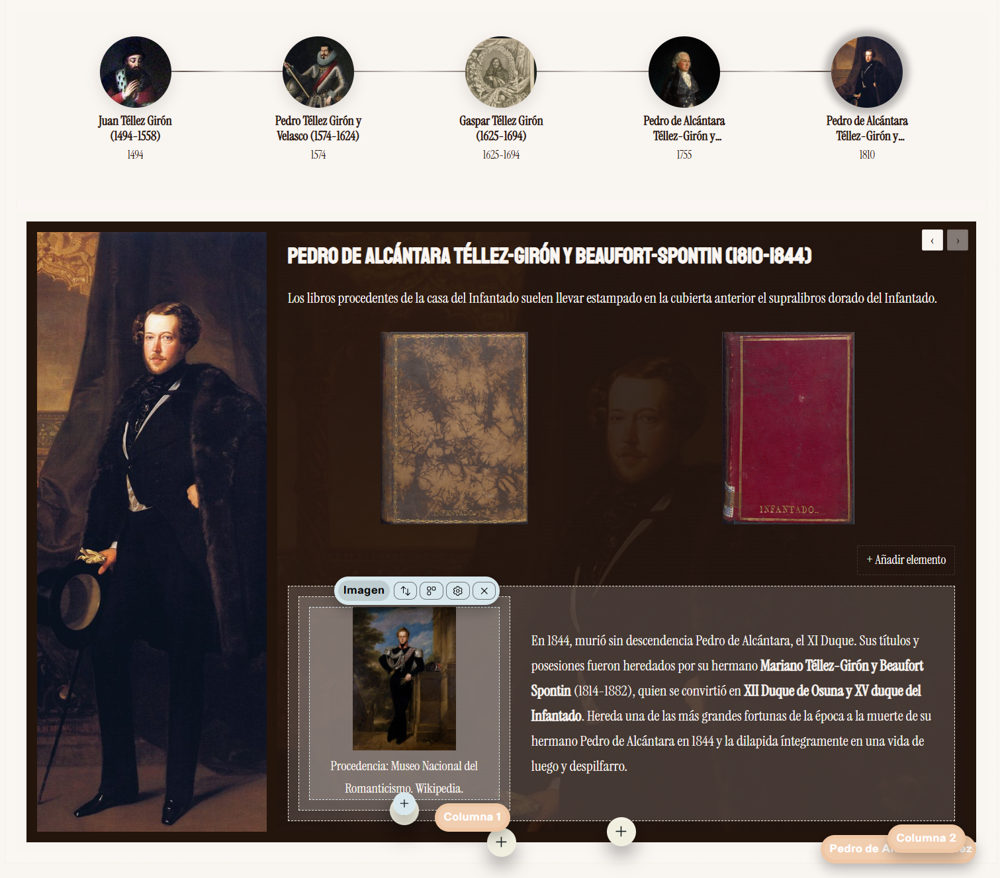 Juan Téllez Girón
(1494-1558)
1494
Pedro Téllez Girón y
Velasco (1574-1624)
1574
Gaspar Téllez Girón
(1625-1694)
1625-1694
Pedro de Alcántara
Téllez-Girón y...
1755
Pedro de Alcántara
Téllez-Girón y...
1810
‹ ›
PEDRO DE ALCÁNTARA TÉLLEZ-GIRÓN Y BEAUFORT-SPONTIN (1810-1844)
Los libros procedentes de la casa del Infantado suelen llevar estampado en la cubierta anterior el supralibros dorado del Infantado.
INFANTADO..
INFANTADO..
+ Añadir elemento
Imagen
Procedencia: Museo Nacional del
Romanticismo. Wikipedia.
En 1844, murió sin descendencia Pedro de Alcántara, el XI Duque. Sus títulos y
posesiones fueron heredados por su hermano Mariano Téllez-Girón y Beaufort
Spontin (1814-1882), quien se convirtió en XII Duque de Osuna y XV duque del
Infantado. Hereda una de las más grandes fortunas de la época a la muerte de su
hermano Pedro de Alcántara en 1844 y la dilapida íntegramente en una vida de
luego y despilfarro.
Columna 1
Columna 2
Pedro de